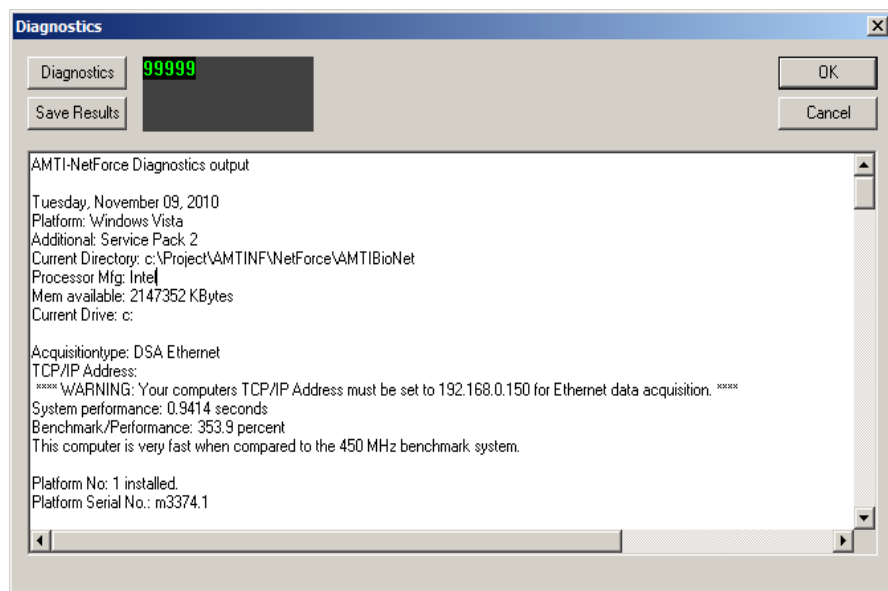 Diagnostics
Diagnostics
99999
OK
Save Results
Cancel
AMTI-NetForce Diagnostics output
Tuesday, November 09, 2010
Platform: Windows Vista
Additional: Service Pack 2
Current Directory: c:\Project\AMTINF\NetForce\AMTIBioNet
Processor Mfg: Intel
Mem available: 2147352 KBytes
Current Drive: c:
Acquisitiontype: DSA Ethernet
TCP/IP Address:
**** WARNING: Your computers TCP/IP Address must be set to 192.168.0.150 for Ethernet data acquisition. ****
System performance: 0.9414 seconds
Benchmark/Performance: 353.9 percent
This computer is very fast when compared to the 450 MHz benchmark system.
Platform No: 1 installed.
Platform Serial No.: m3374.1